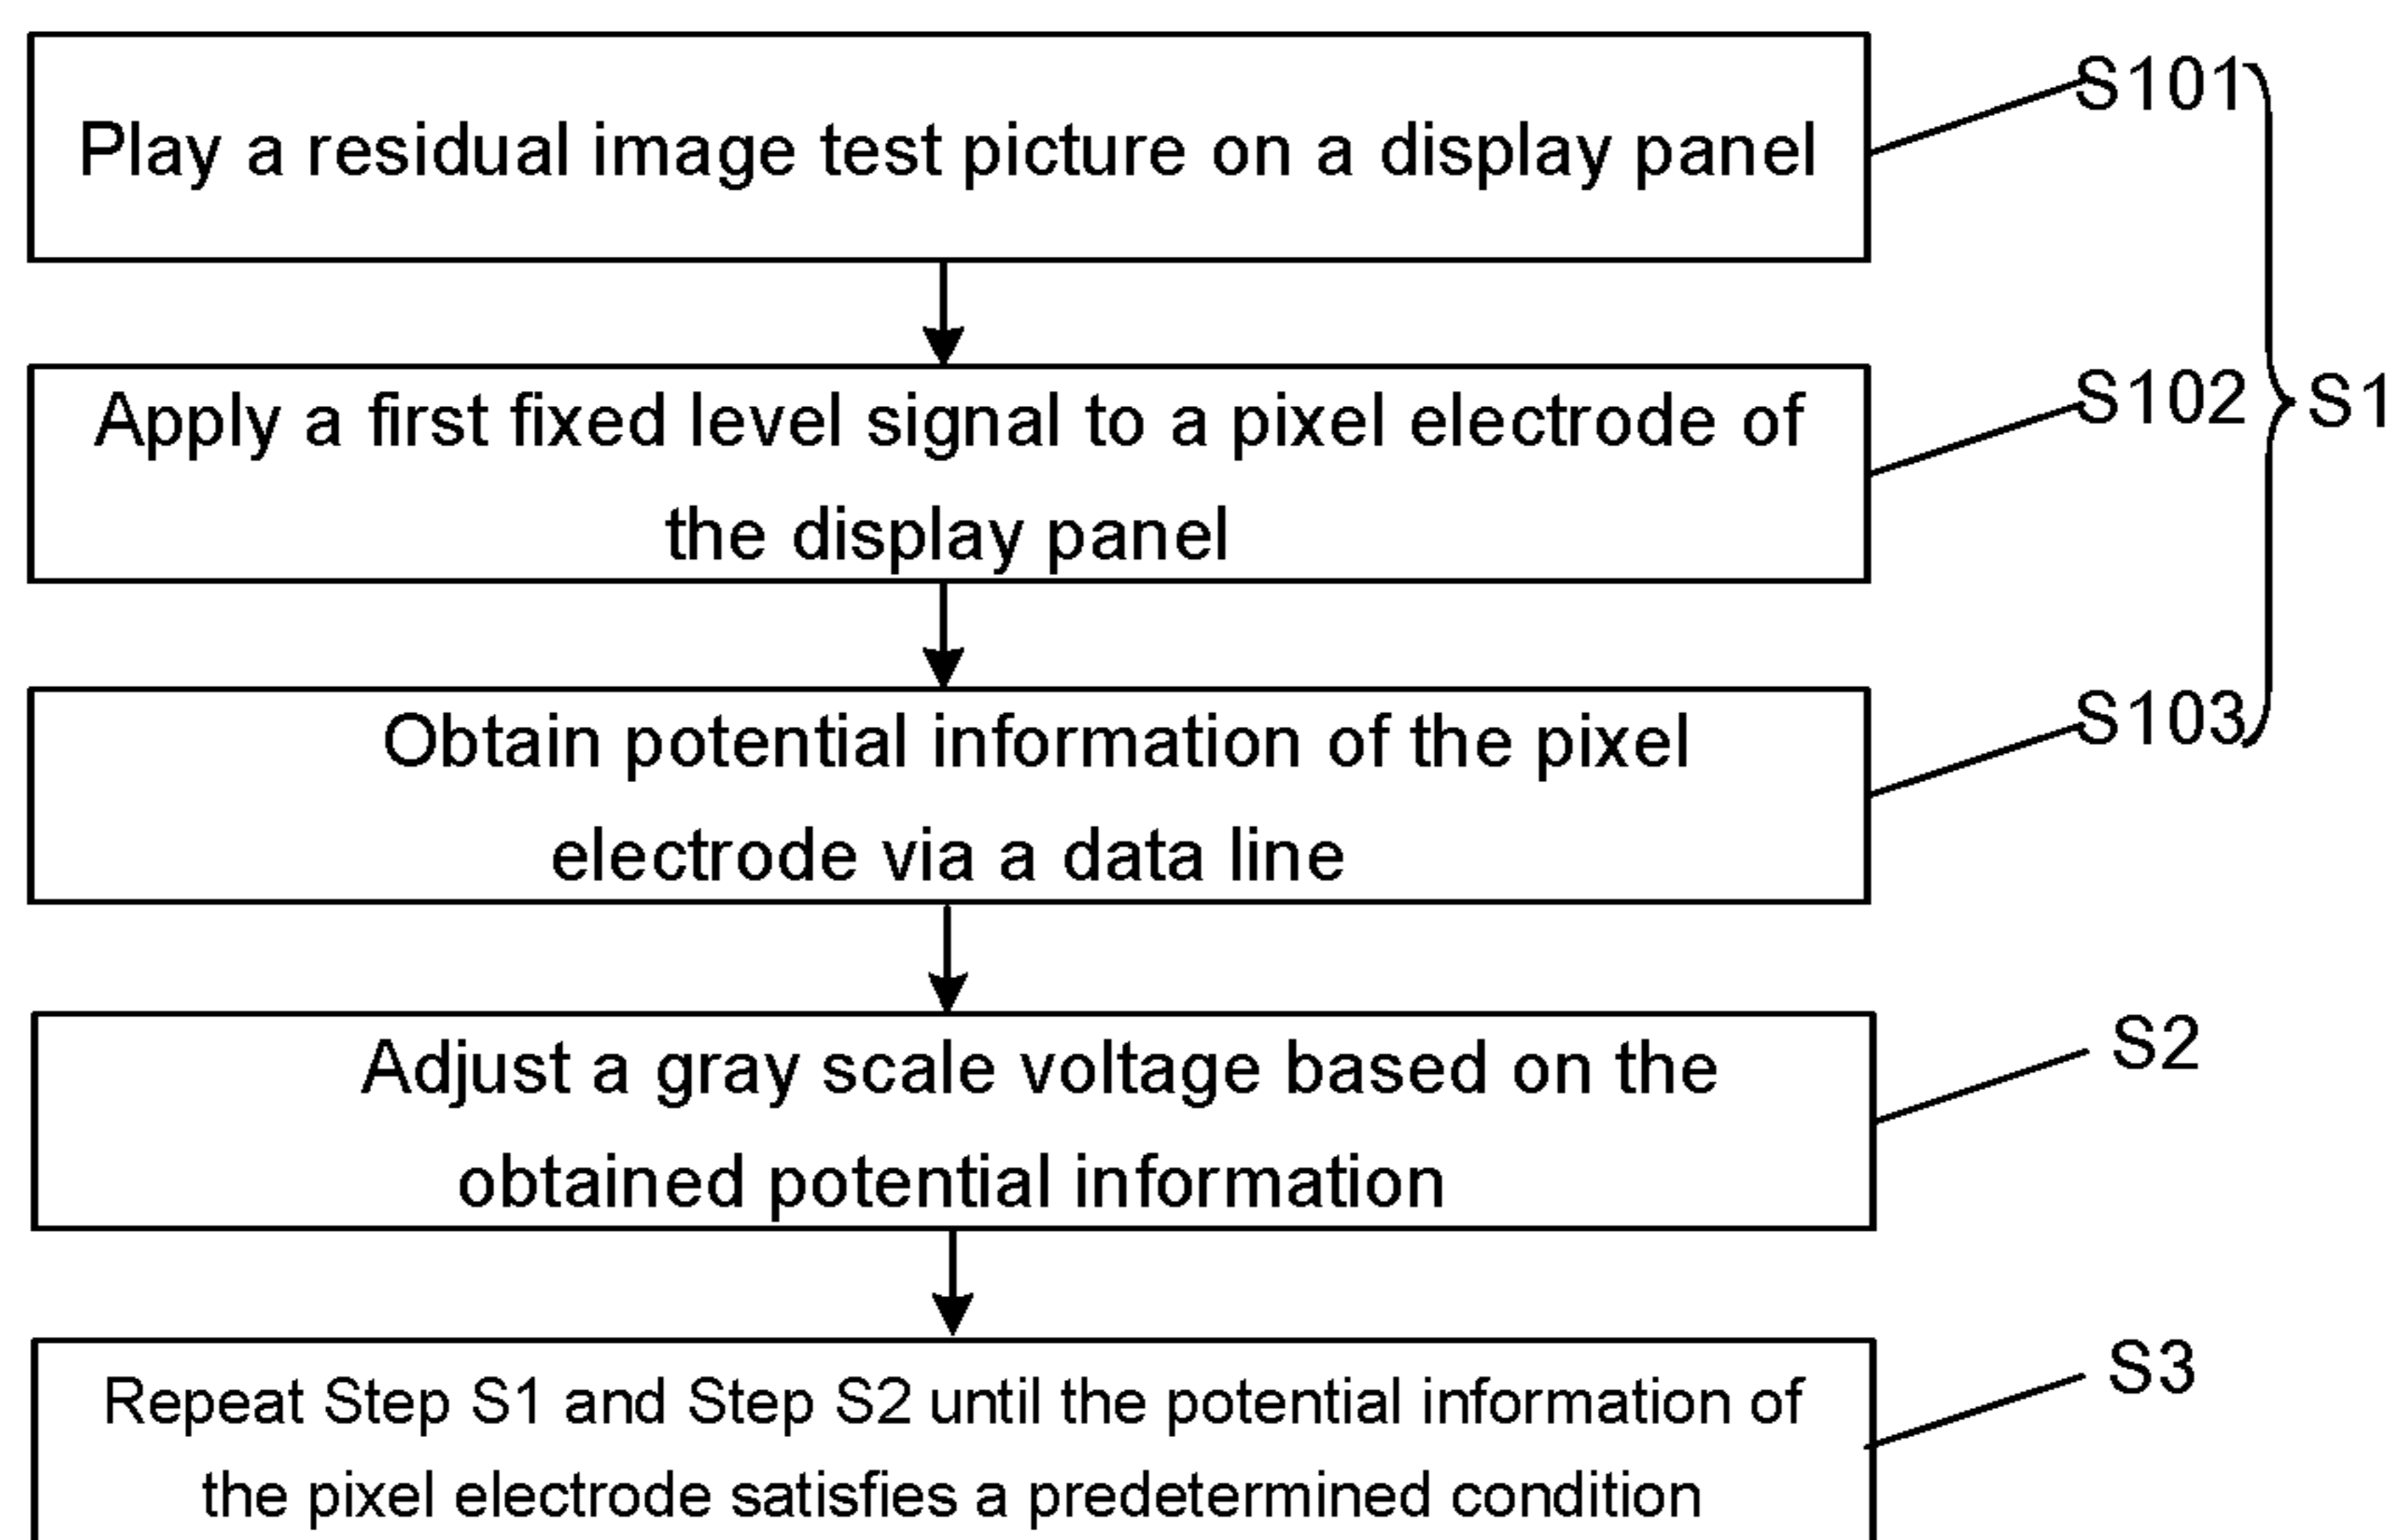 Play a residual image test picture on a display panel
S101
Apply a first fixed level signal to a pixel electrode of
the display panel
S102
S1
Obtain potential information of the pixel
electrode via a data line
S103
Adjust a gray scale voltage based on the
obtained potential information
S2
Repeat Step S1 and Step S2 until the potential information of
the pixel electrode satisfies a predetermined condition
S3